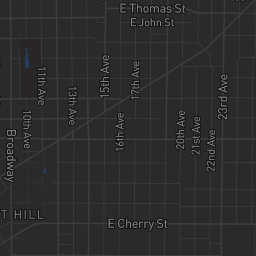 E Thomas St
E John St
11th Ave
10th Ave
Broadway
13th Ave
15th Ave
17th Ave
16th Ave
20th Ave
21st Ave
22nd Ave
23rd Ave
T HILL
E Cherry St